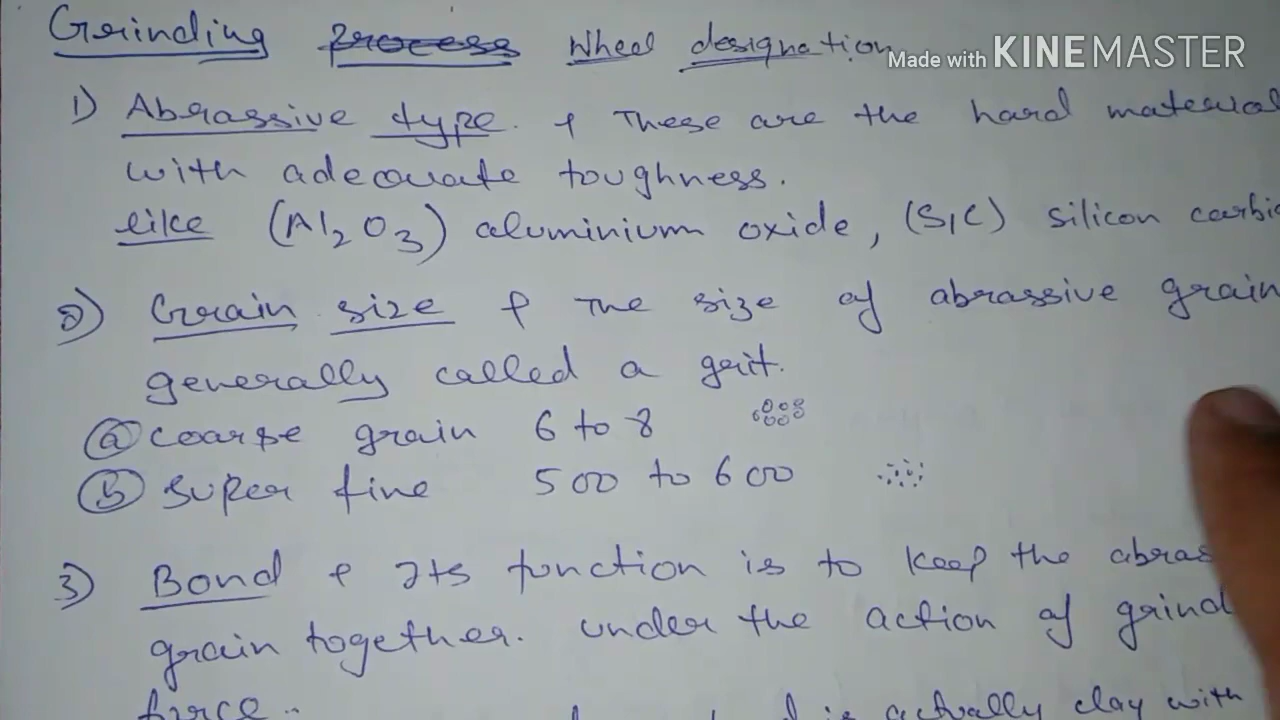 Grinding process Wheel designation
Made with KINEMASTER
1) Abrassive type : These are the hard material
with adequate toughness.
like (Al2O3) aluminium oxide, (SiC) silicon carbi
2) Grain size : The size of abrassive grain
generally called a grit.
(a) coarse grain 6 to 8
(b) super fine 500 to 600
3) Bond : Its function is to keep the abras
grain together. under the action of grind
force..
is actually clay with